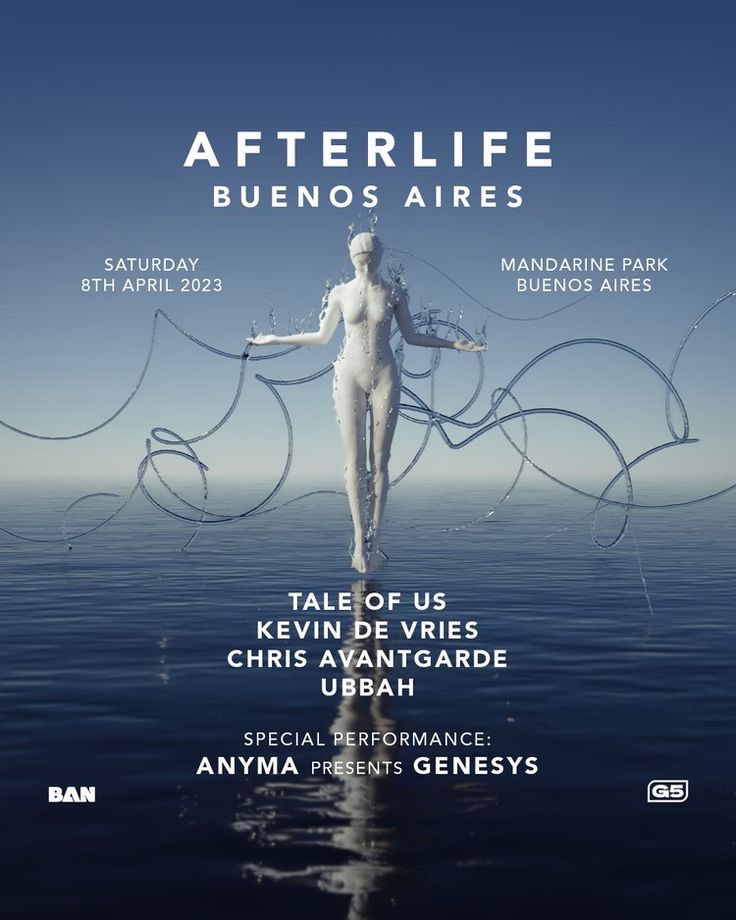 AFTERLIFE
BUENOS AIRES
SATURDAY
8TH APRIL 2023
MANDARINE PARK
BUENOS AIRES
TALE OF US
KEVIN DE VRIES
CHRIS AVANTGARDE
UBBAH
SPECIAL PERFORMANCE:
ANYMA PRESENTS GENESYS
BAN
G5